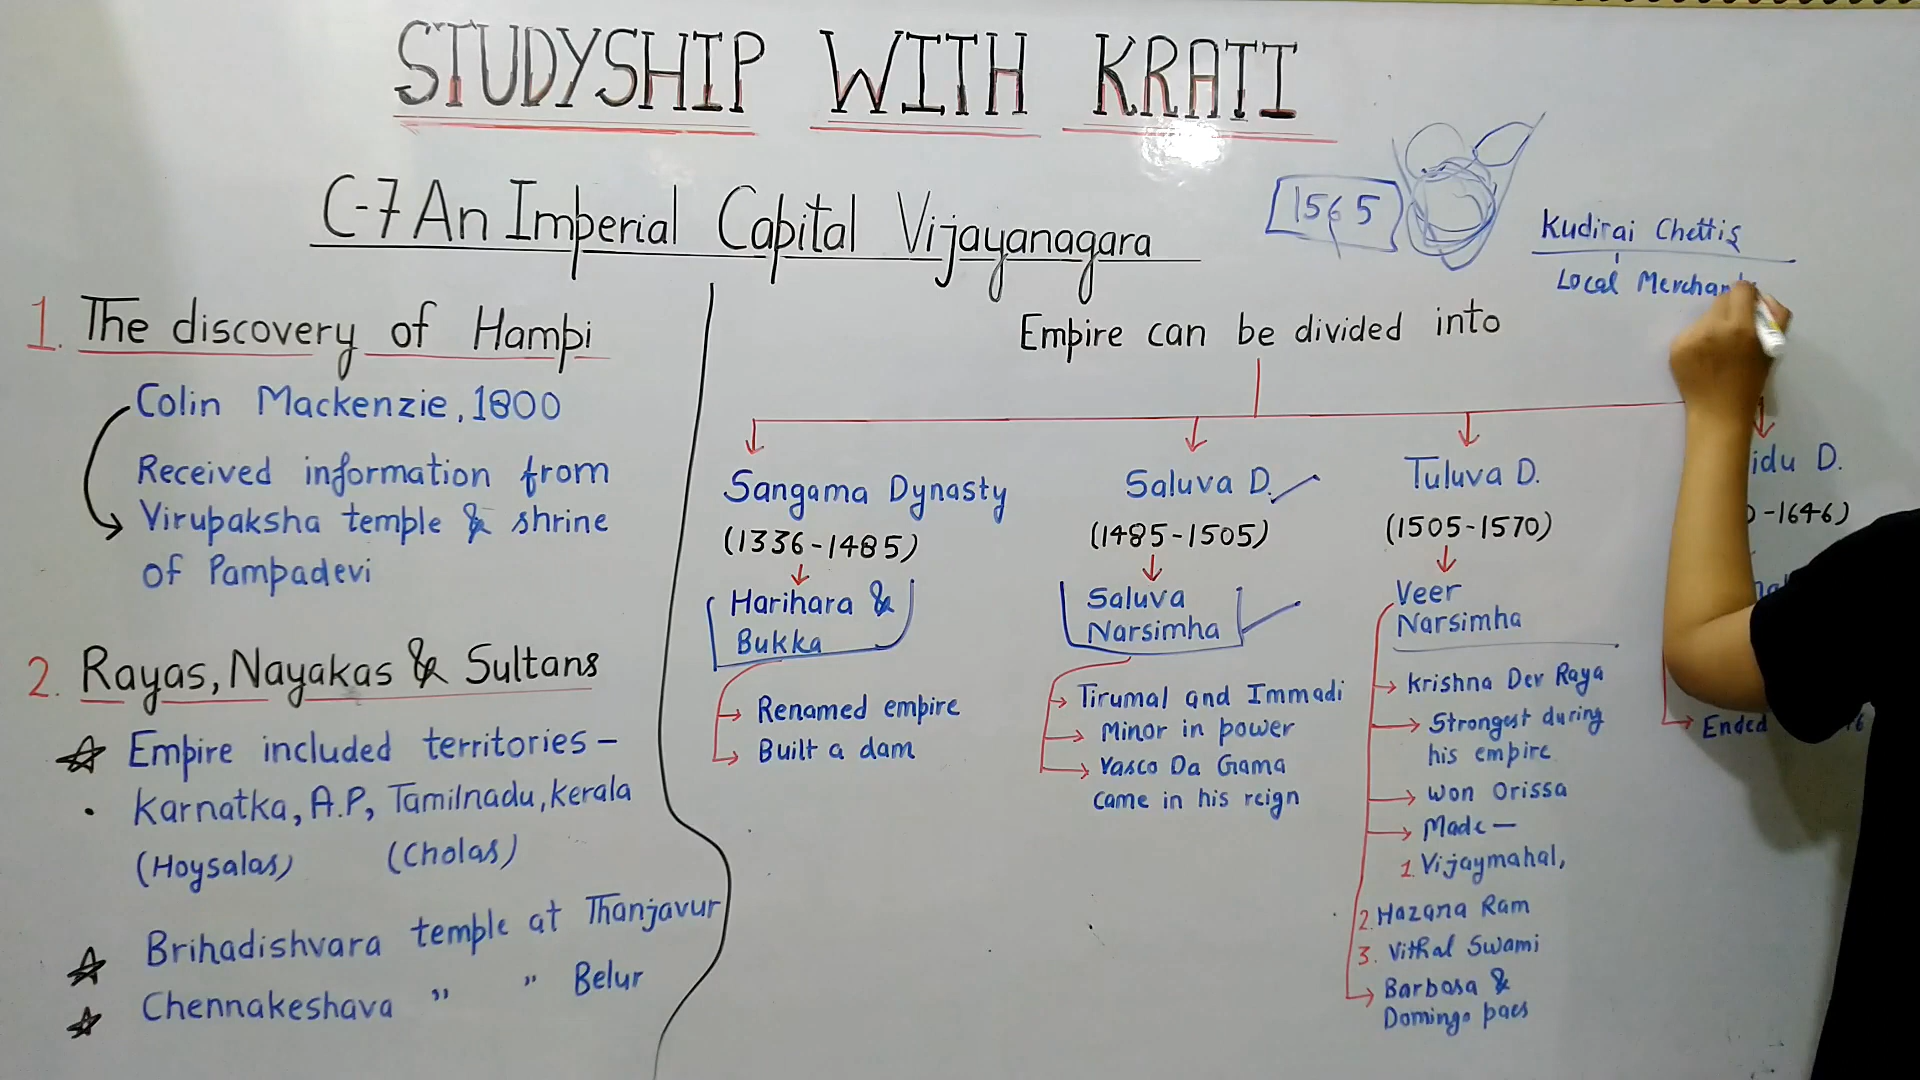 STUDYSHIP WITH KRATI
C-7 An Imperial Capital Vijayanagara
1565
Kudirai Chettis
Local
1. The discovery of Hampi
Colin Mackenzie, 1800
Received information from
Virupaksha temple & shrine
of Pampadevi
2. Rayas, Nayakas & Sultans
Empire included territories -
• Karnatka, A.P, Tamilnadu, kerala
(Hoysalas) (Cholas)
Brihadishvara temple at Thanjavur
Chennakeshava " " Belur
Empire can be divided into
Sangama Dynasty
(1336-1485)
Harihara &
Bukka
Renamed empire
Built a dam
Saluva D.
(1485-1505)
Saluva
Narsimha
Tirumal and Immadi
Minor in power
Vasco Da Gama
came in his reign
Tuluva D.
(1505-1570)
Veer
Narsimha
Krishna Dev Raya
Strongest during
his empire
Won Orissa
Made -
1. Vijaymahal,
2. Hazana Ram
3. Vithal Swami
Barbosa &
Domingo paes
D.
-1646)
Ended